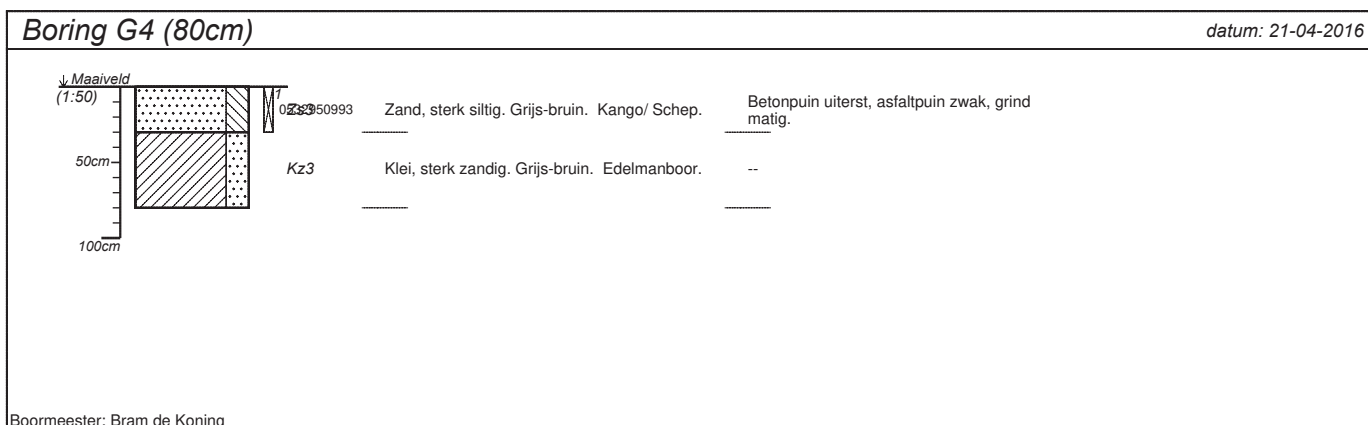 Boring G4 (80cm)
datum: 21-04-2016
Maaiveld
(1:50)
1
Zs3
Zand, sterk siltig. Grijs-bruin. Kango/ Schep.
Betonpuin uiterst, asfaltpuin zwak, grind
matig.
50cm
Kz3
Klei, sterk zandig. Grijs-bruin. Edelmanboor.
--
100cm
Boormeester: Bram de Koning